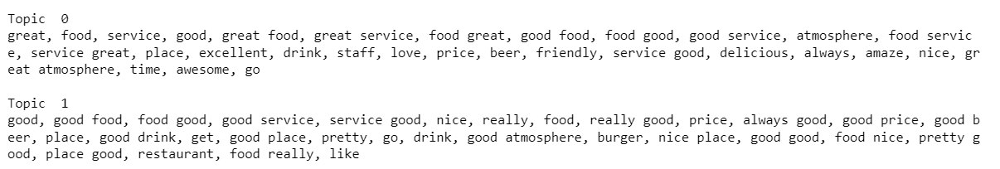 Topic  0
great, food, service, good, great food, great service, food great, good food, food good, good service, atmosphere, food servic
e, service great, place, excellent, drink, staff, love, price, beer, friendly, service good, delicious, always, amaze, nice, gr
eat atmosphere, time, awesome, go
Topic  1
good, good food, food good, good service, service good, nice, really, food, really good, price, always good, good price, good b
eer, place, good drink, get, good place, pretty, go, drink, good atmosphere, burger, nice place, good good, food nice, pretty g
ood, place good, restaurant, food really, like